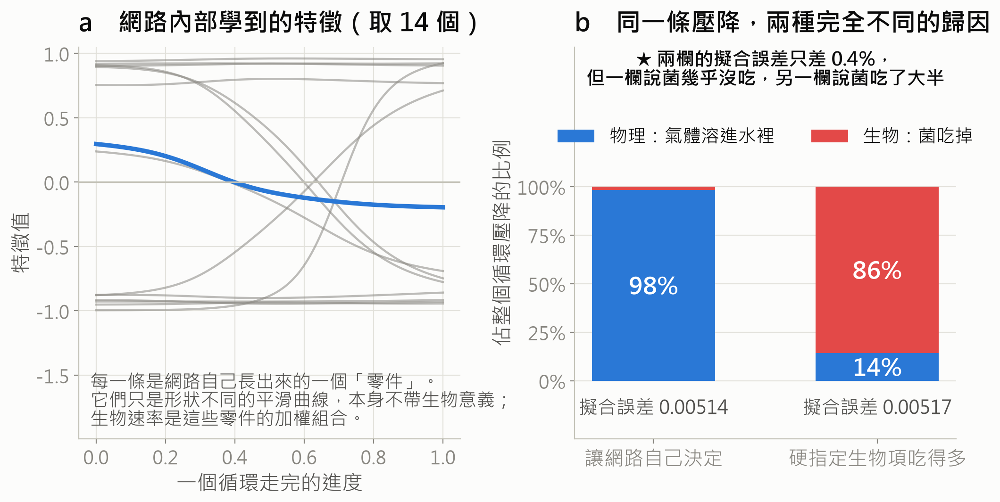 a 網路內部學到的特徵（取 14 個）
1.0
0.5
0.0
-0.5
-1.0
-1.5
特徵值
每一條是網路自己長出來的一個「零件」。
它們只是形狀不同的平滑曲線，本身不帶生物意義；
生物速率是這些零件的加權組合。
0.0 0.2 0.4 0.6 0.8 1.0
一個循環走完的進度
b 同一條壓降，兩種完全不同的歸因
★ 兩欄的擬合誤差只差 0.4%，
但一欄說菌幾乎沒吃，另一欄說菌吃了大半
物理：氣體溶進水裡 生物：菌吃掉
佔整個循環壓降的比例
100%
75%
50%
25%
0%
98%
86%
14%
擬合誤差 0.00514 擬合誤差 0.00517
讓網路自己決定 硬指定生物項吃得多